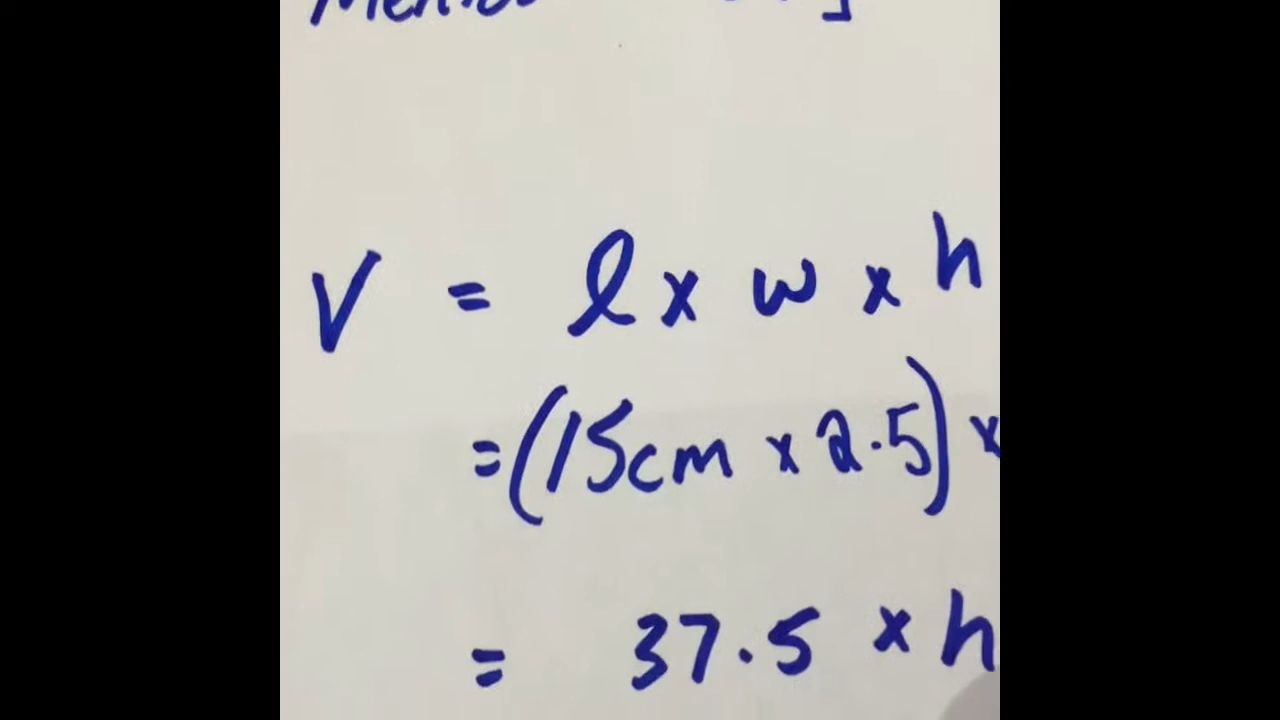 V = l x w x h
= (15cm x 2.5) x
= 37.5 x h